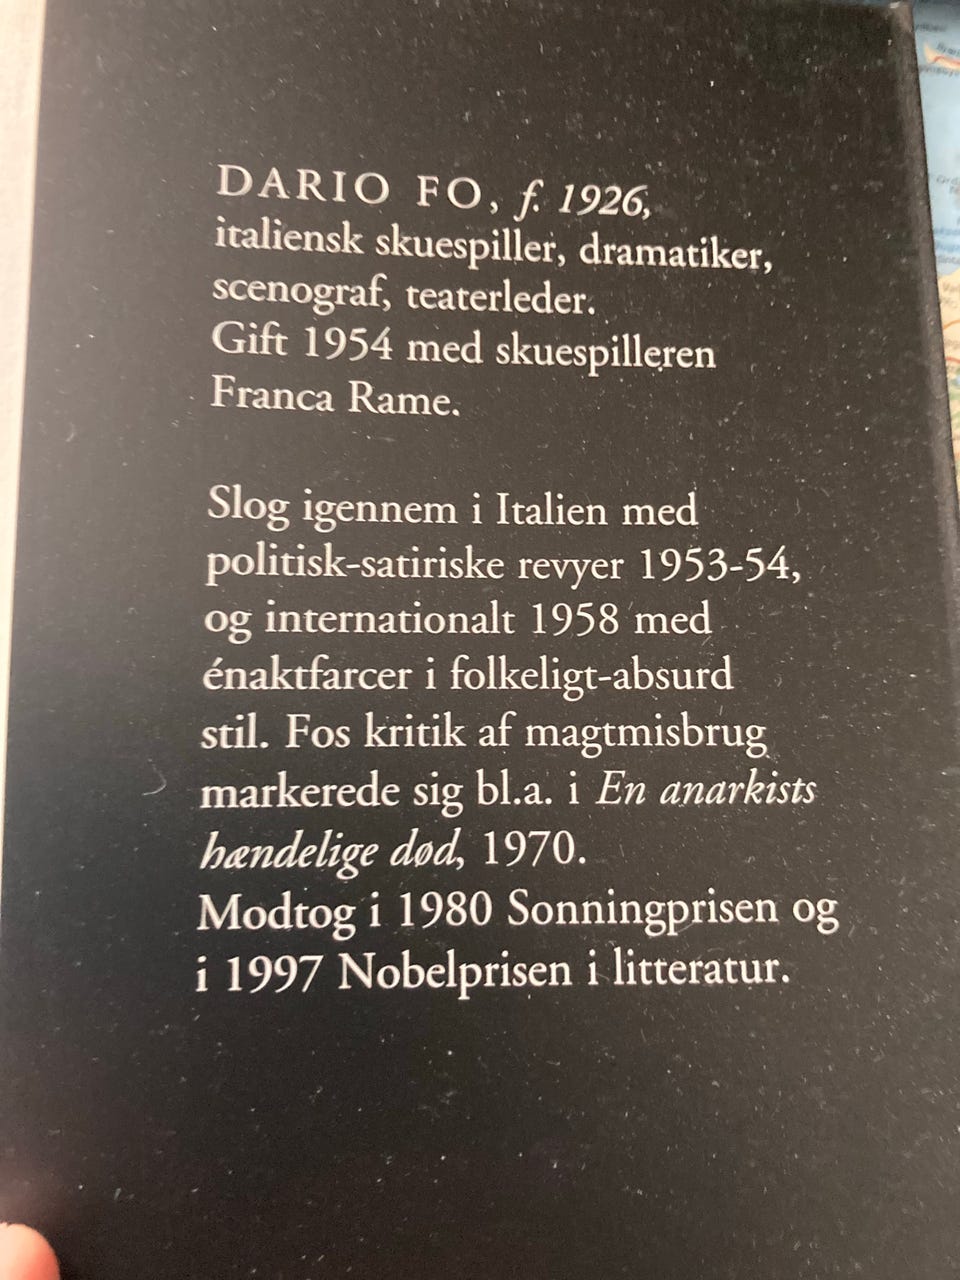 DARIO FO, f. 1926,
italiensk skuespiller, dramatiker,
scenograf, teaterleder.
Gift 1954 med skuespilleren
Franca Rame.
Slog igennem i Italien med
politisk-satiriske revyer 1953-54,
og internationalt 1958 med
énaktfarcer i folkeligt-absurd
stil. Fos kritik af magtmisbrug
markerede sig bl.a. i En anarkists
hændelige død, 1970.
Modtog i 1980 Sonningprisen og
i 1997 Nobelprisen i litteratur.